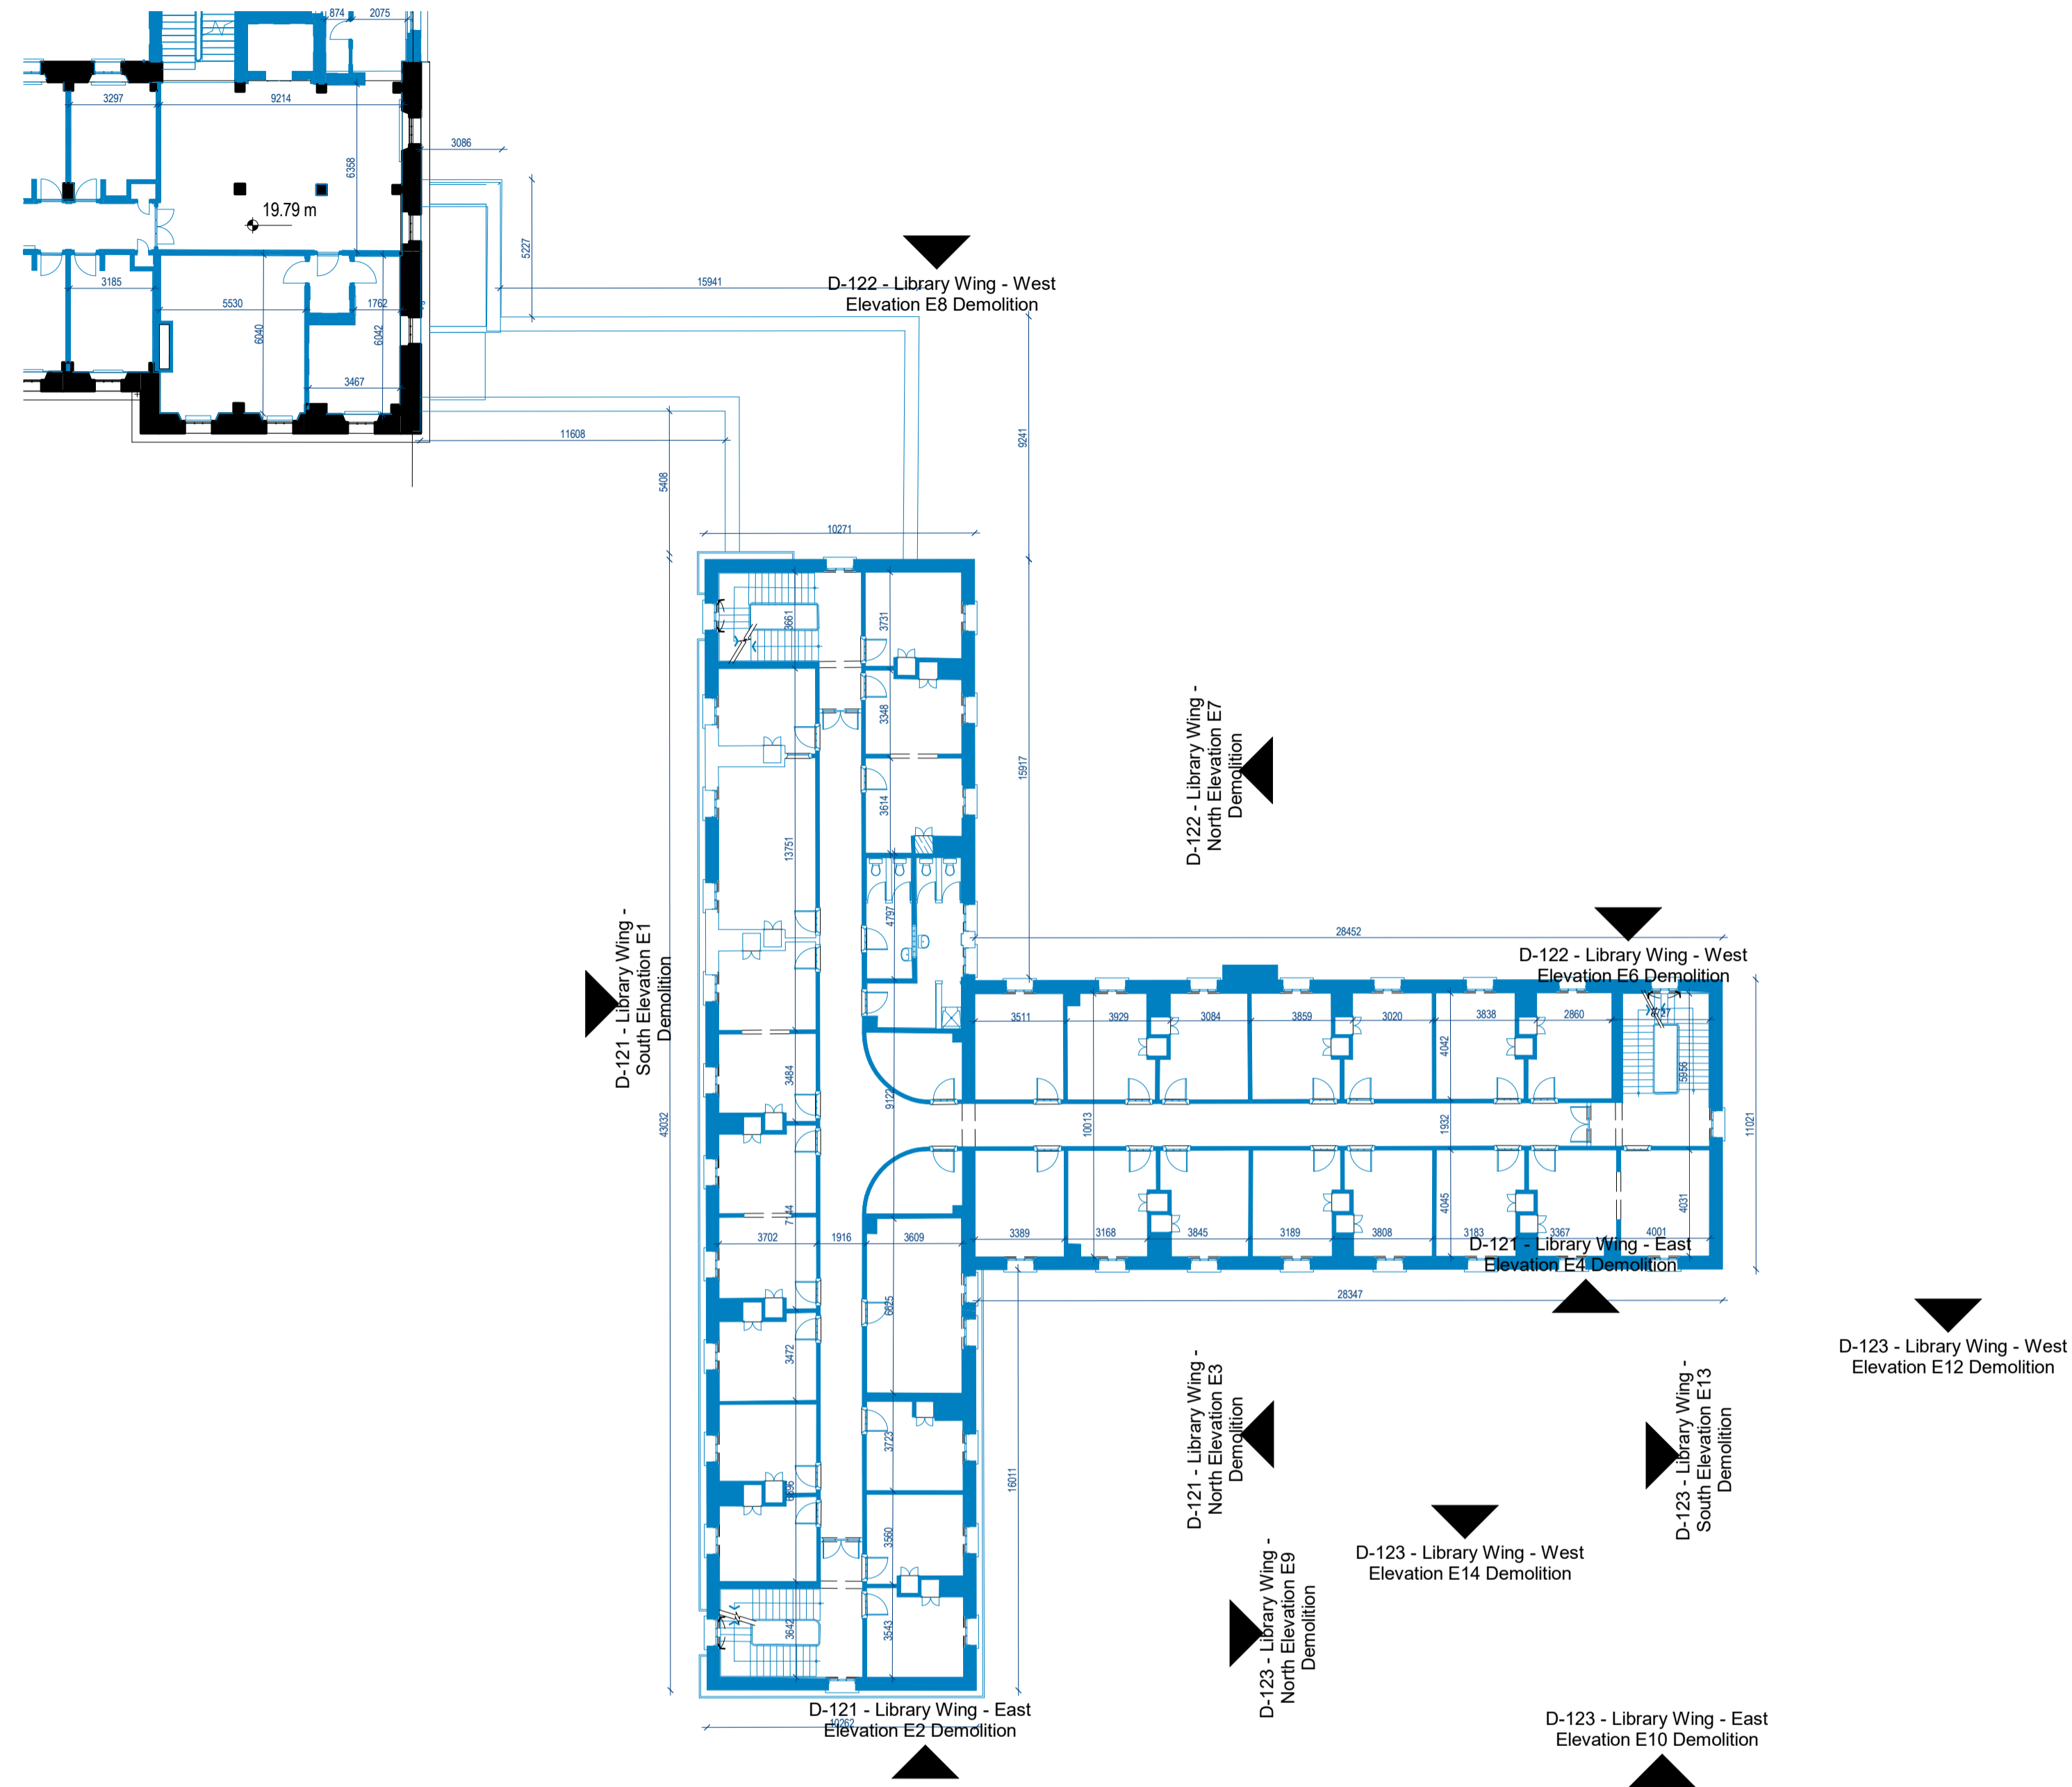 874
2075
3297
9214
3086
6358
19.79 m
5227
3185
5530
1762
6040
6042
3467
15941
D-122 - Library Wing - West
Elevation E8 Demolition
11608
5408
9241
10271
3661
3731
3348
3614
13751
4797
15917
D-122 - Library Wing -
North Elevation E7
Demolition
D-121 - Library Wing -
South Elevation E1
Demolition
43032
28452
D-122 - Library Wing - West
Elevation E6 Demolition
3511
3929
3084
3859
3020
3838
2860
4042
5956
3484
9122
10013
1932
11021
7144
3702
1916
3609
3389
3168
3845
3189
3808
3183
3367
4001
4045
4031
D-121 - Library Wing - East
Elevation E4 Demolition
28347
6625
3472
3723
3560
3543
3642
16011
D-121 - Library Wing -
North Elevation E3
Demolition
D-123 - Library Wing - West
Elevation E12 Demolition
D-123 - Library Wing -
South Elevation E13
Demolition
D-123 - Library Wing - West
Elevation E14 Demolition
D-123 - Library Wing -
North Elevation E9
Demolition
D-121 - Library Wing - East
Elevation E2 Demolition
10262
D-123 - Library Wing - East
Elevation E10 Demolition